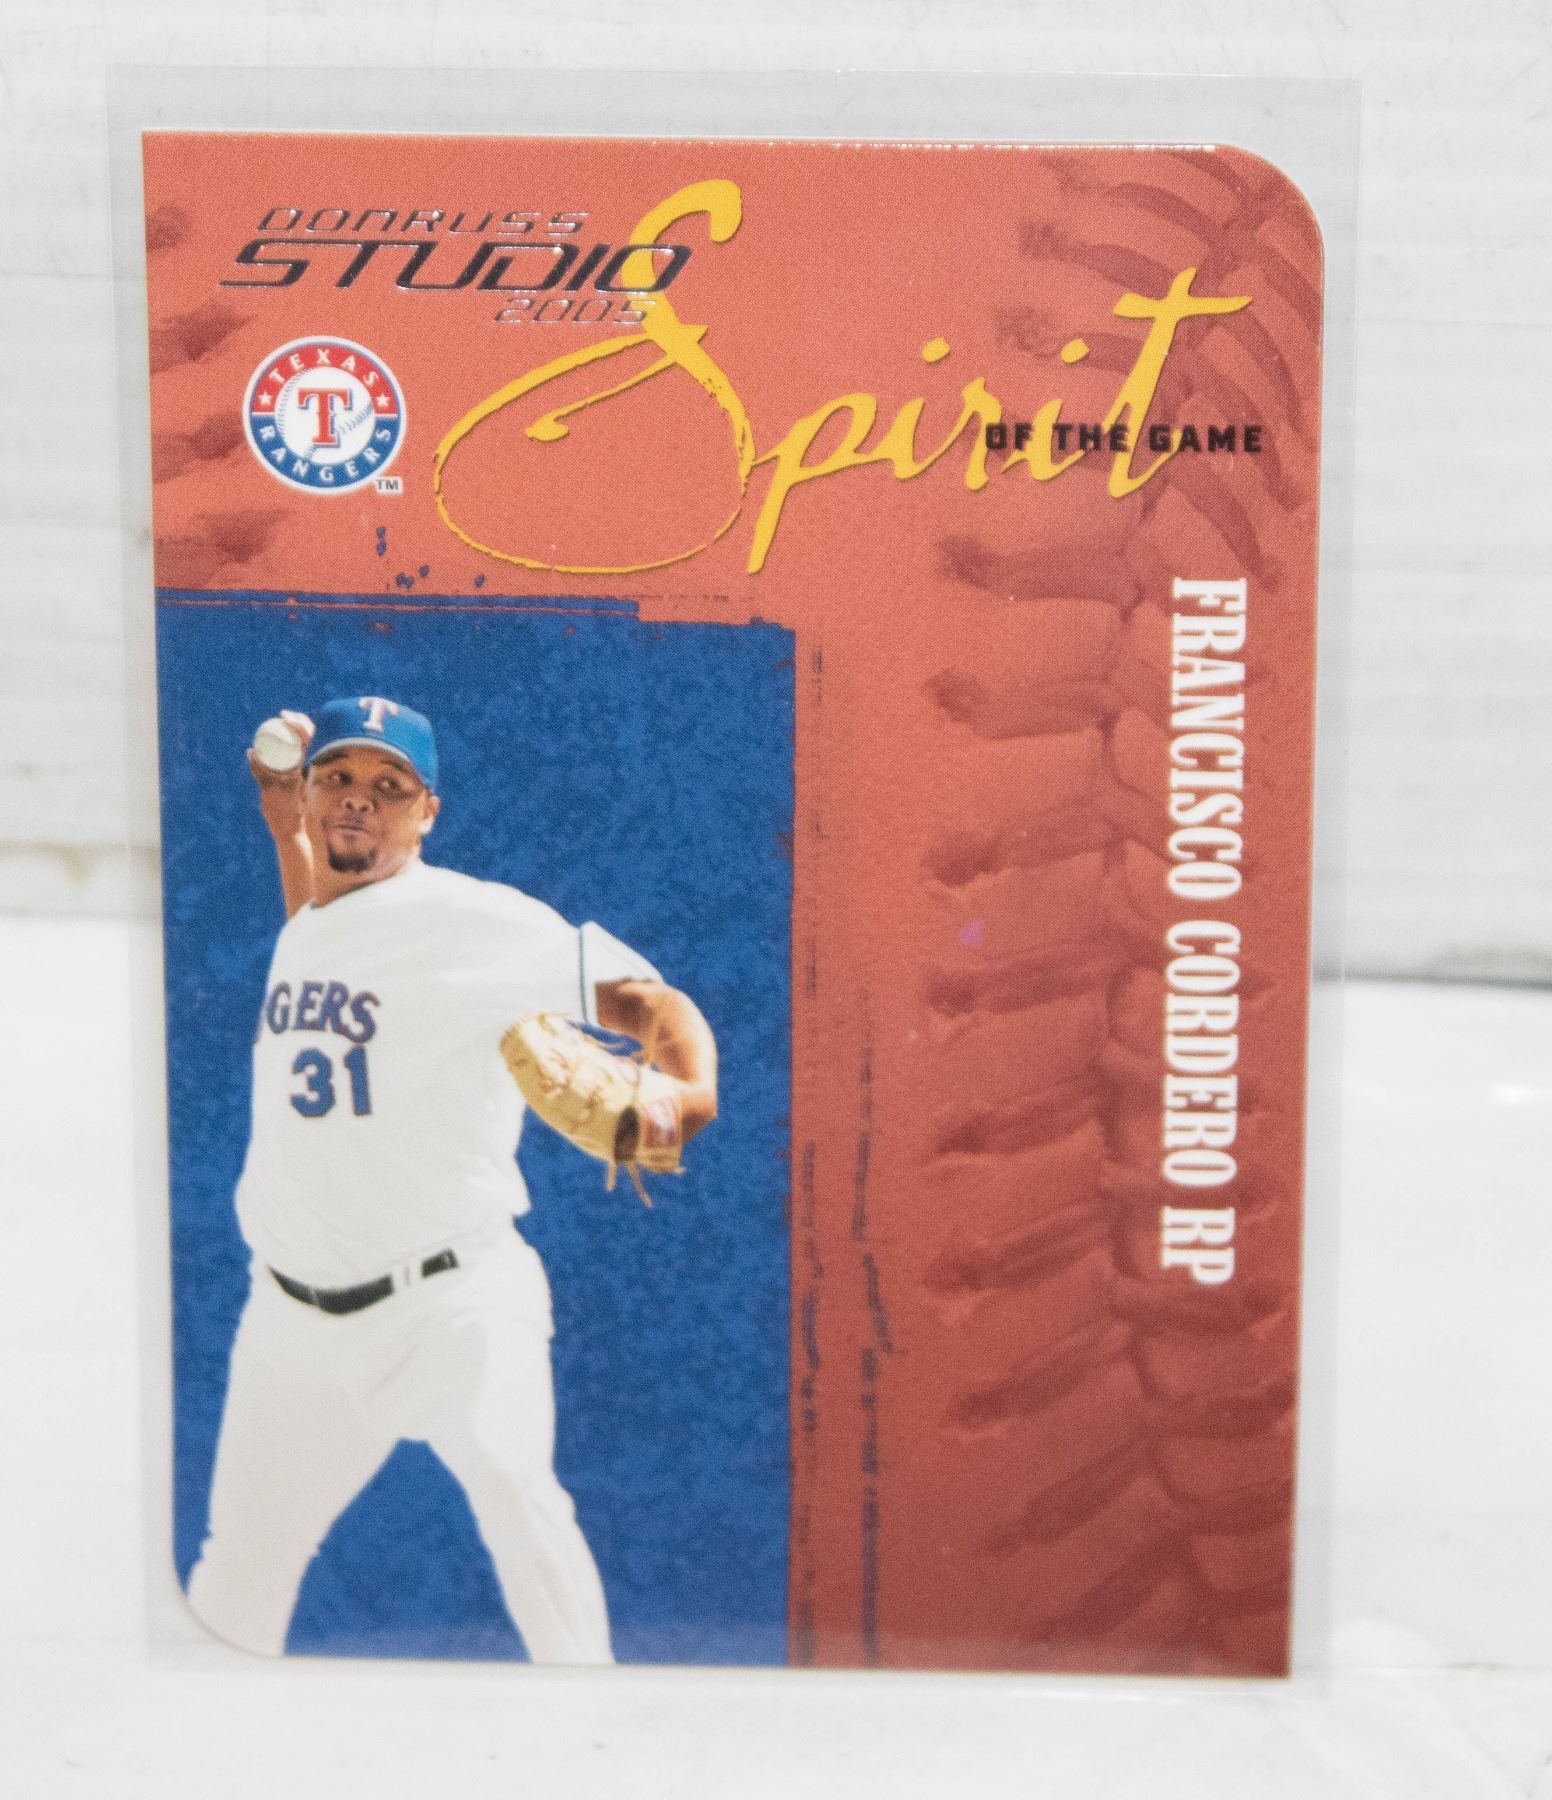 DONRUSS
STUDIO
2005
Spirit
OF THE GAME
TEXAS
T
RANGERS
TM
FRANCISCO CORDERO RP
T
GERS
31